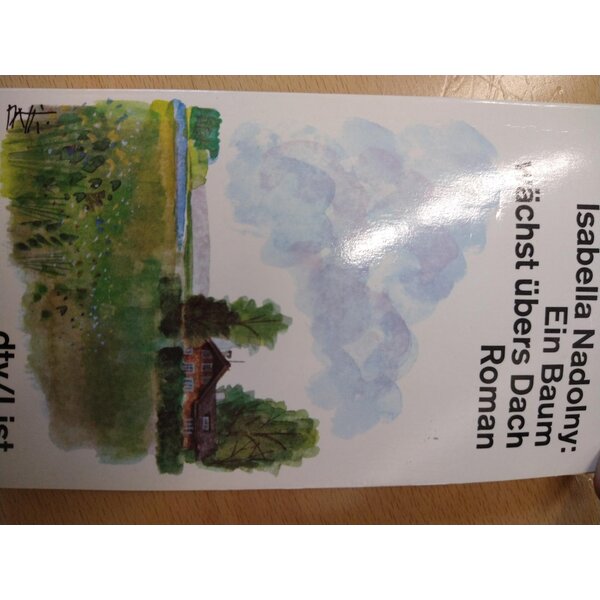 Isabella Nadolny:
Ein Baum
wächst übers Dach
Roman
dtv/List